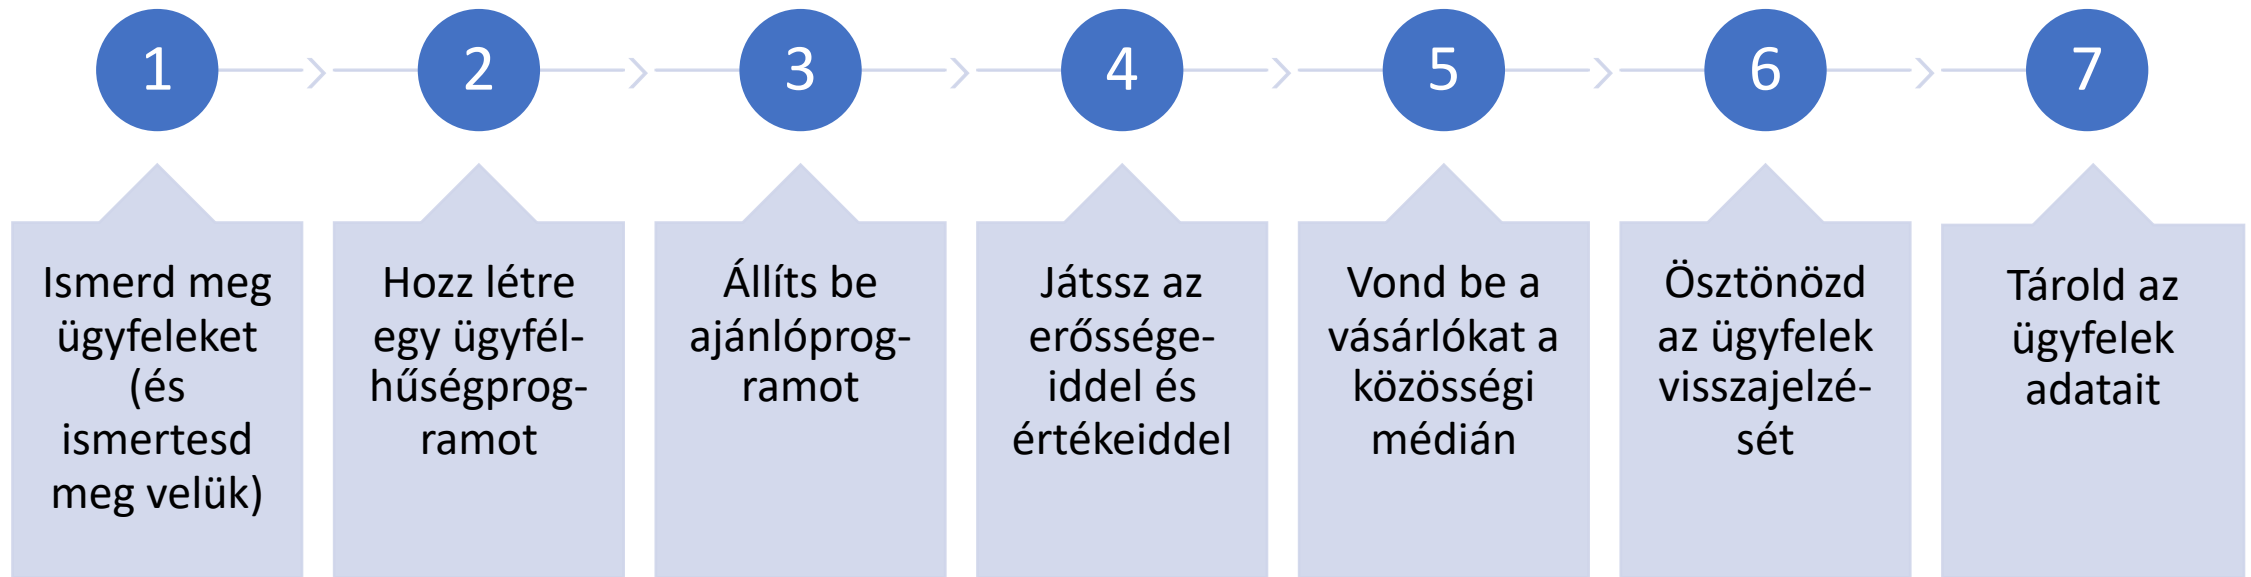 1
2
3
4
5
6
7
Ismerd meg
ügyfeleket
(és
ismertesd
meg velük)
Hozz létre
egy ügyfél-
hűségprog-
ramot
Állíts be
ajánlóprog-
ramot
Játssz az
erőssége-
iddel és
értékeiddel
Vond be a
vásárlókat a
közösségi
médián
Ösztönözd
az ügyfelek
visszajelzé-
sét
Tárold az
ügyfelek
adatait